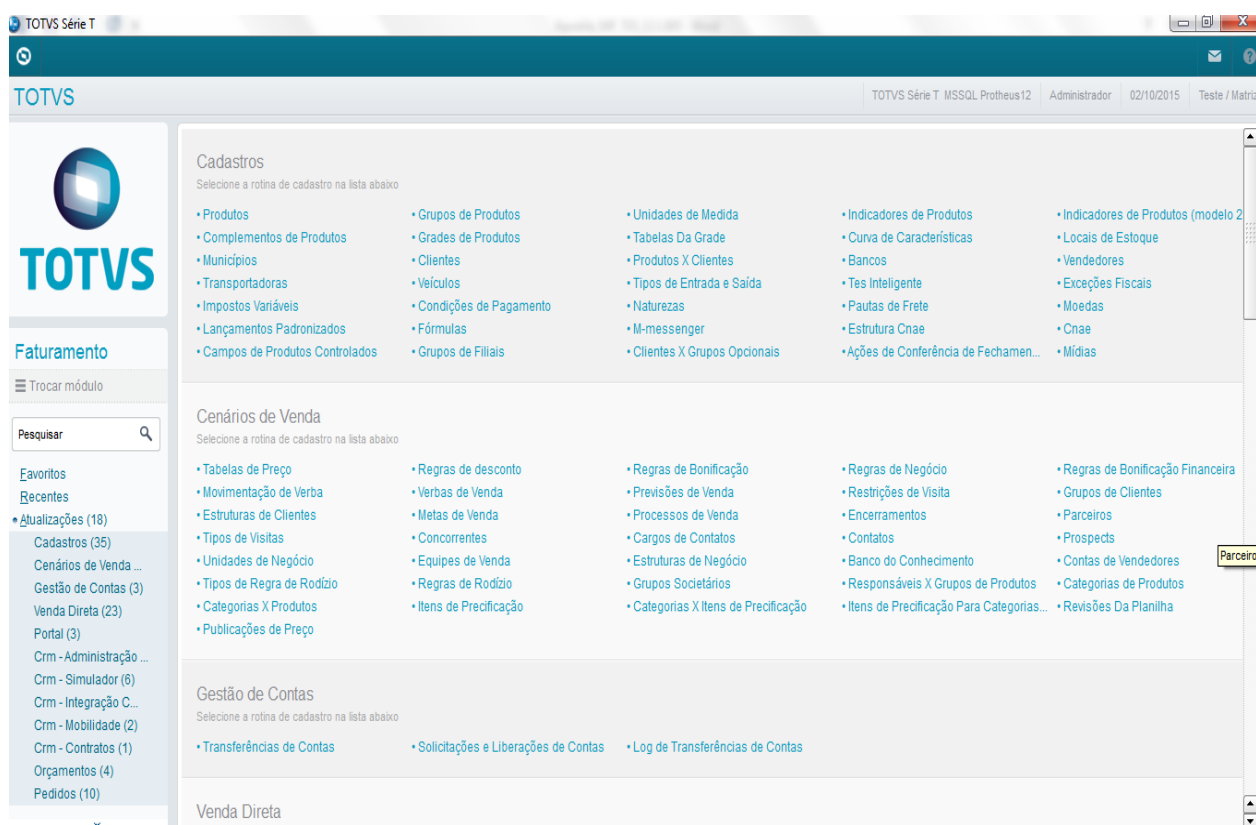 TOTVS Série T
TOTVS
TOTVS Série T MSSQL Protheus12 Administrador 02/10/2015 Teste / Matriz
TOTVS
Faturamento
Trocar módulo
Pesquisar
Favoritos
Recentes
Atualizações (18)
Cadastros (35)
Cenários de Venda ...
Gestão de Contas (3)
Venda Direta (23)
Portal (3)
Crm - Administração ...
Crm - Simulador (6)
Crm - Integração C...
Crm - Mobilidade (2)
Crm - Contratos (1)
Orçamentos (4)
Pedidos (10)
Cadastros
Selecione a rotina de cadastro na lista abaixo
• Produtos • Grupos de Produtos • Unidades de Medida • Indicadores de Produtos • Indicadores de Produtos (modelo 2
• Complementos de Produtos • Grades de Produtos • Tabelas Da Grade • Curva de Características • Locais de Estoque
• Municípios • Clientes • Produtos X Clientes • Bancos • Vendedores
• Transportadoras • Veículos • Tipos de Entrada e Saída • Tes Inteligente • Exceções Fiscais
• Impostos Variáveis • Condições de Pagamento • Naturezas • Pautas de Frete • Moedas
• Lançamentos Padronizados • Fórmulas • M-messenger • Estrutura Cnae • Cnae
• Campos de Produtos Controlados • Grupos de Filiais • Clientes X Grupos Opcionais • Ações de Conferência de Fechamen... • Mídias
Cenários de Venda
Selecione a rotina de cadastro na lista abaixo
• Tabelas de Preço • Regras de desconto • Regras de Bonificação • Regras de Negócio • Regras de Bonificação Financeira
• Movimentação de Verba • Verbas de Venda • Previsões de Venda • Restrições de Visita • Grupos de Clientes
• Estruturas de Clientes • Metas de Venda • Processos de Venda • Encerramentos • Parceiros
• Tipos de Visitas • Concorrentes • Cargos de Contatos • Contatos • Prospects
• Unidades de Negócio • Equipes de Venda • Estruturas de Negócio • Banco do Conhecimento • Contas de Vendedores
• Tipos de Regra de Rodízio • Regras de Rodízio • Grupos Societários • Responsáveis X Grupos de Produtos • Categorias de Produtos
• Categorias X Produtos • Itens de Precificação • Categorias X Itens de Precificação • Itens de Precificação Para Categorias... • Revisões Da Planilha
• Publicações de Preço
Parceiro
Gestão de Contas
Selecione a rotina de cadastro na lista abaixo
• Transferências de Contas • Solicitações e Liberações de Contas • Log de Transferências de Contas
Venda Direta